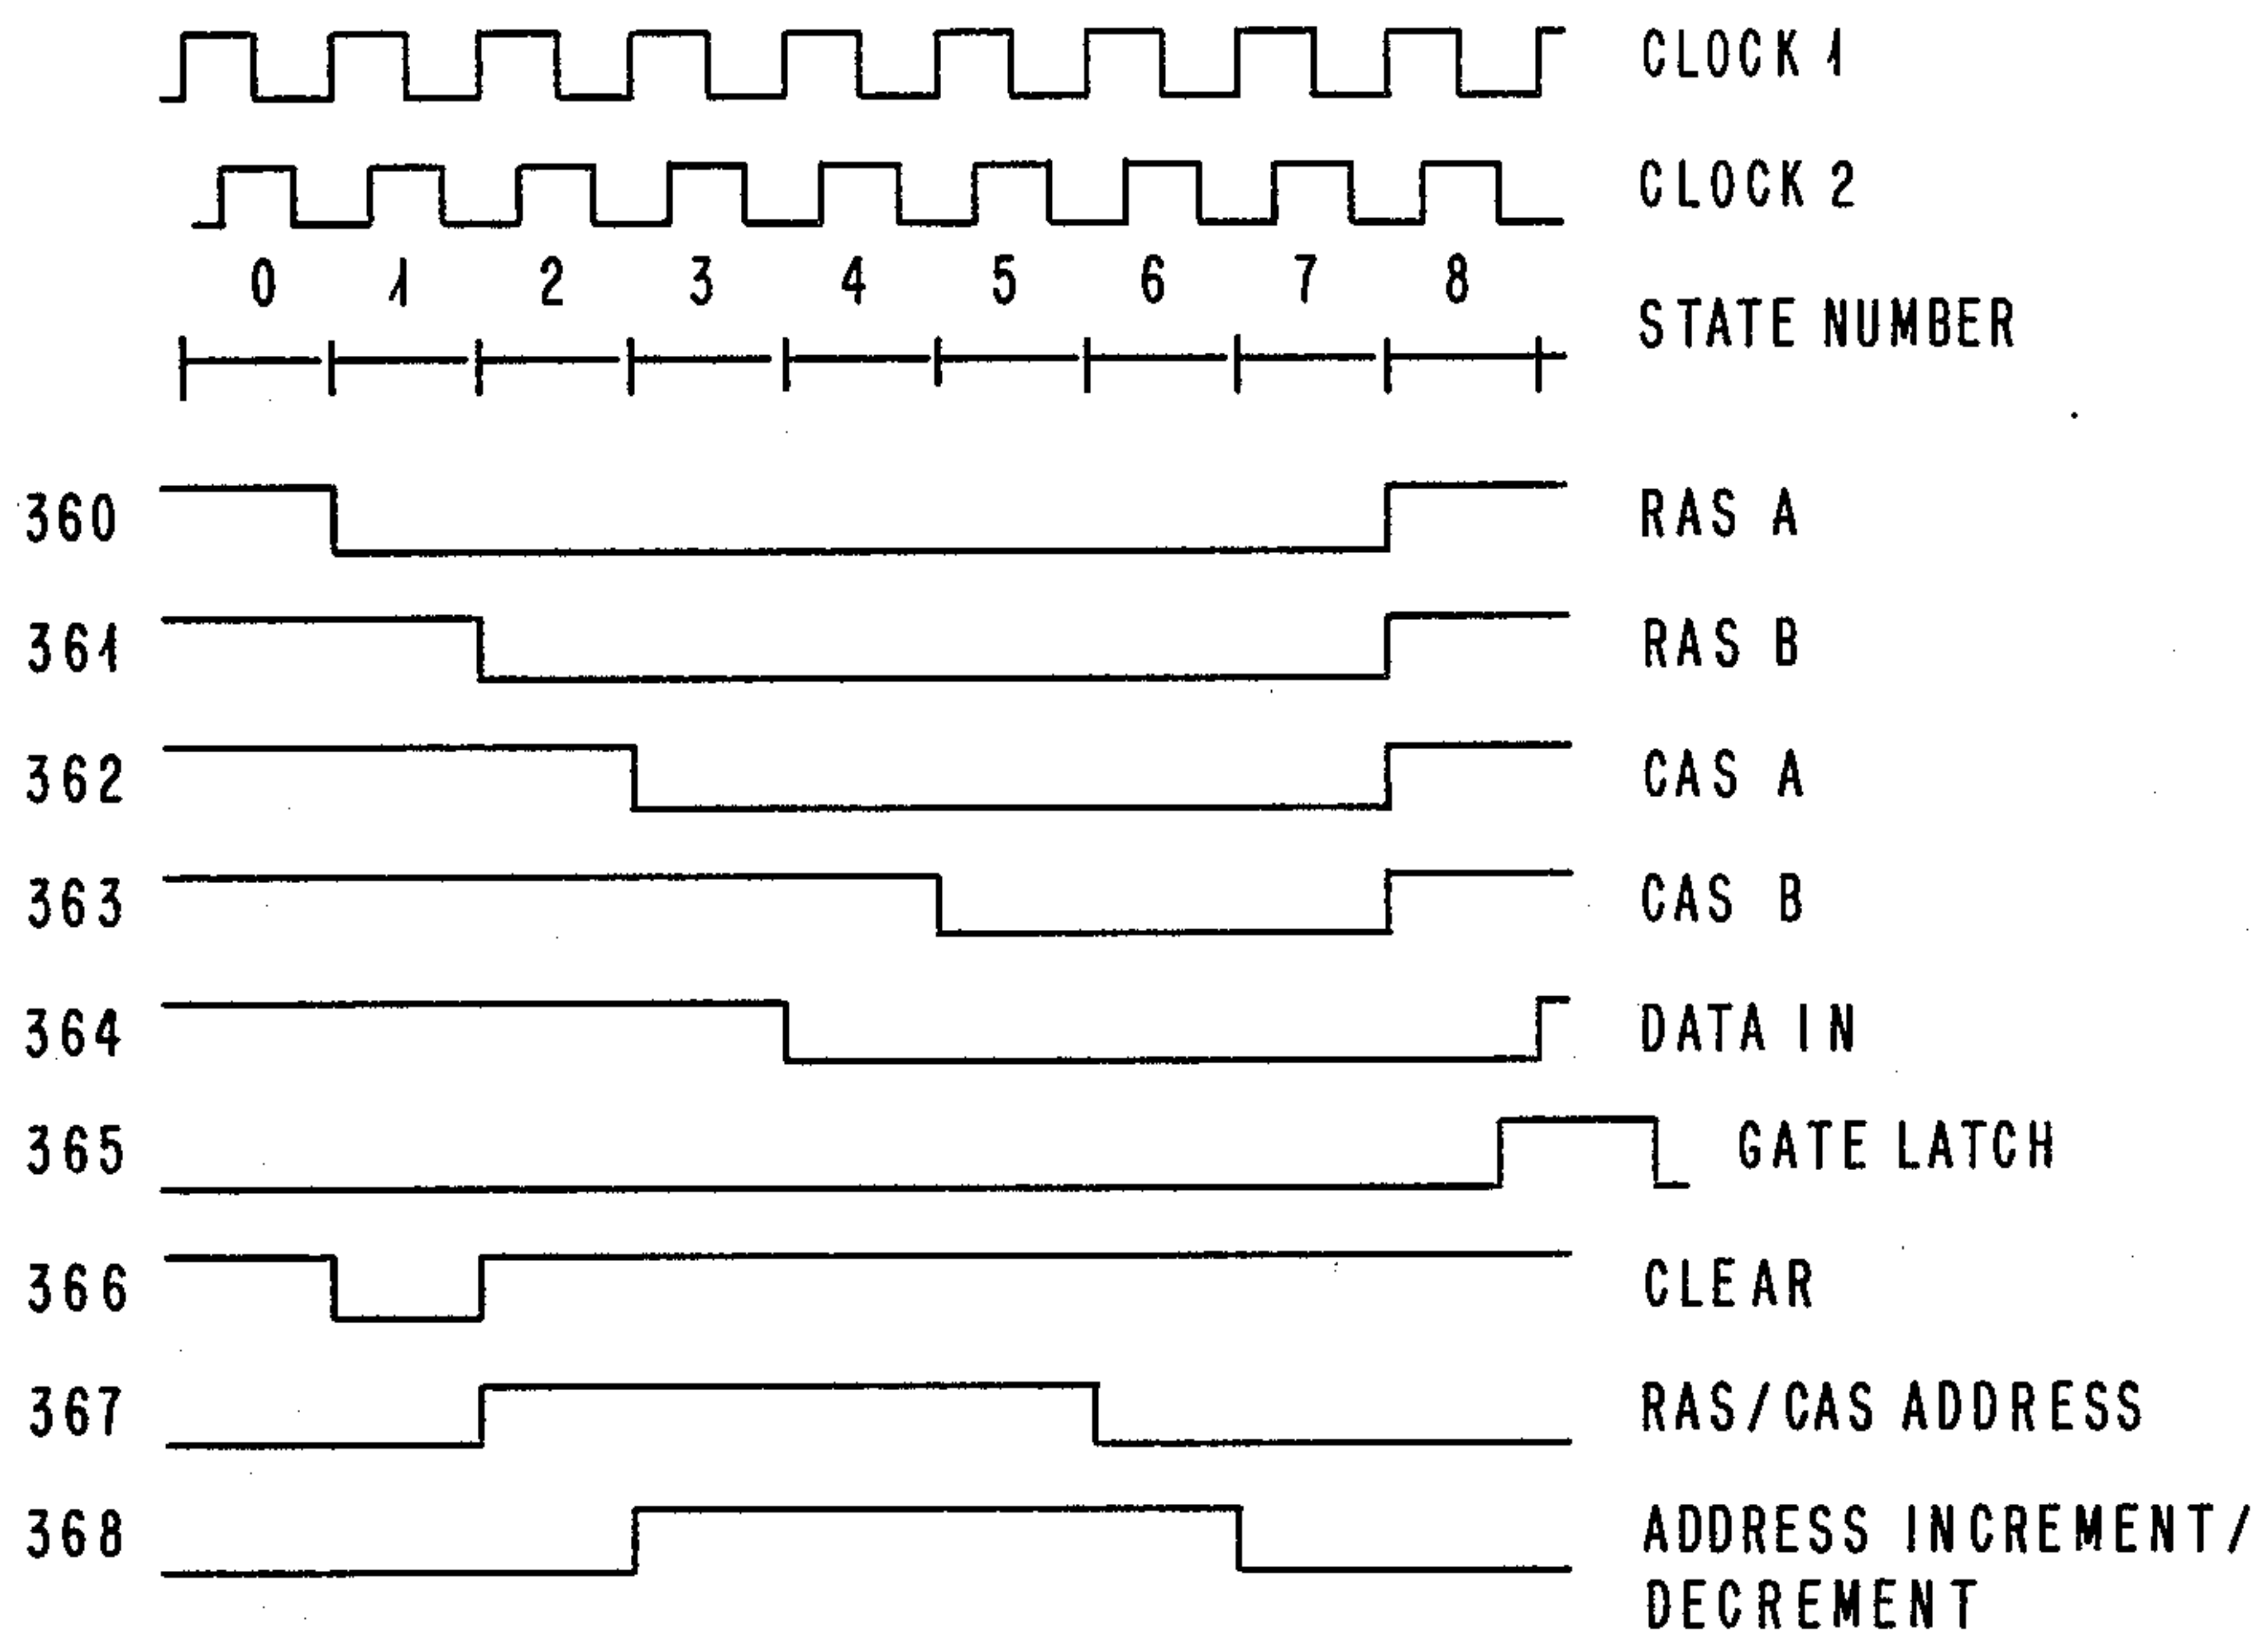 CLOCK 1
CLOCK 2
0 1 2 3 4 5 6 7 8
STATE NUMBER
360 RAS A
361 RAS B
362 CAS A
363 CAS B
364 DATA IN
365 GATE LATCH
366 CLEAR
367 RAS/CAS ADDRESS
368 ADDRESS INCREMENT/
DECREMENT